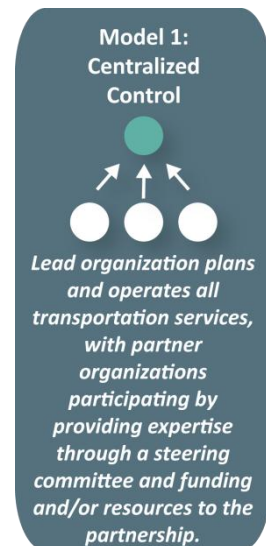 Model 1:
Centralized
Control
Lead organization plans
and operates all
transportation services,
with partner
organizations
participating by
providing expertise
through a steering
committee and funding
and/or resources to the
partnership.